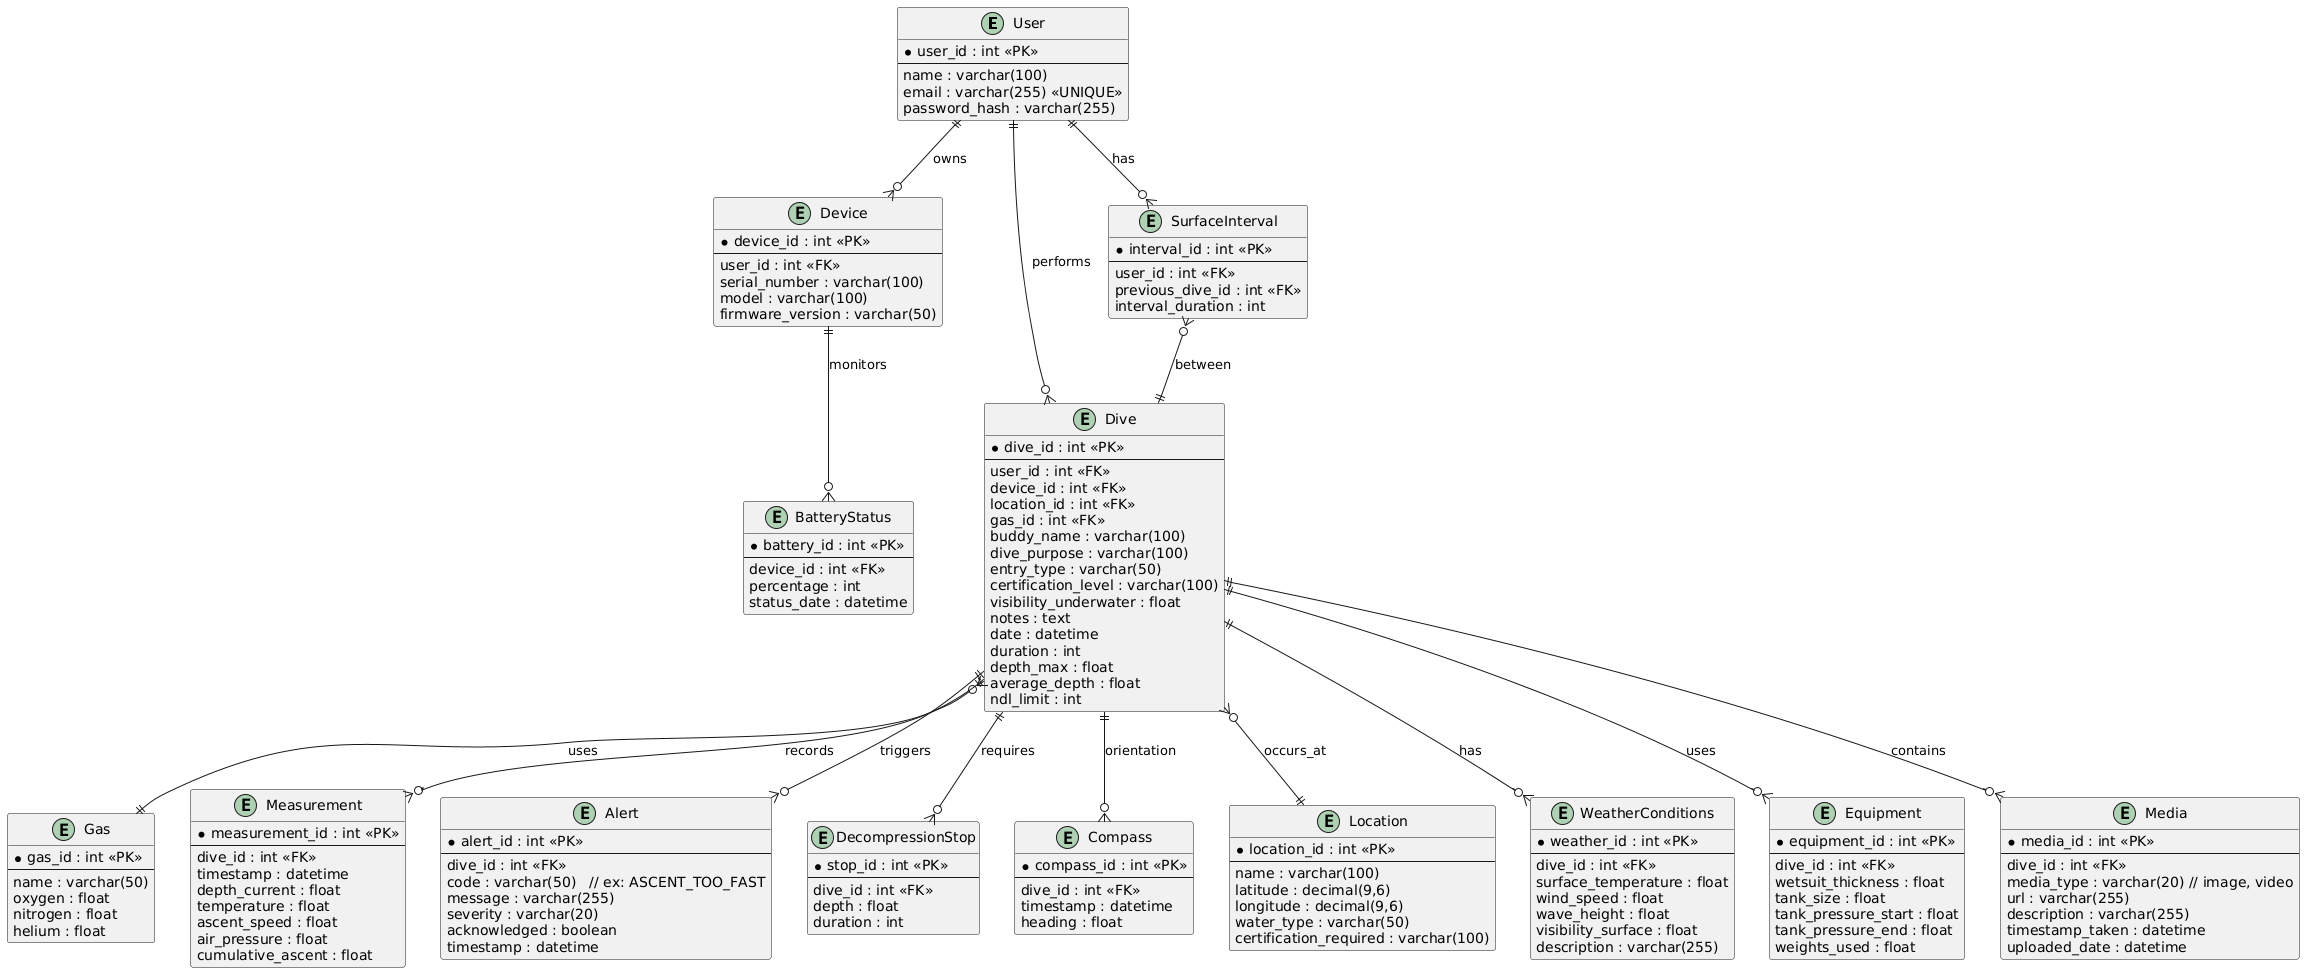 E User
* user_id : int «PK»
name : varchar(100)
email : varchar(255) «UNIQUE»
password_hash : varchar(255)
owns
performs
has
E Device
* device_id : int «PK»
user_id : int «FK»
serial_number : varchar(100)
model : varchar(100)
firmware_version : varchar(50)
E SurfaceInterval
* interval_id : int «PK»
user_id : int «FK»
previous_dive_id : int «FK»
interval_duration : int
monitors
between
E BatteryStatus
* battery_id : int «PK»
device_id : int «FK»
percentage : int
status_date : datetime
E Dive
* dive_id : int «PK»
user_id : int «FK»
device_id : int «FK»
location_id : int «FK»
gas_id : int «FK»
buddy_name : varchar(100)
dive_purpose : varchar(100)
entry_type : varchar(50)
certification_level : varchar(100)
visibility_underwater : float
notes : text
date : datetime
duration : int
depth_max : float
average_depth : float
ndl_limit : int
uses
records
triggers
requires
orientation
occurs_at
has
uses
contains
E Gas
* gas_id : int «PK»
name : varchar(50)
oxygen : float
nitrogen : float
helium : float
E Measurement
* measurement_id : int «PK»
dive_id : int «FK»
timestamp : datetime
depth_current : float
temperature : float
ascent_speed : float
air_pressure : float
cumulative_ascent : float
E Alert
* alert_id : int «PK»
dive_id : int «FK»
code : varchar(50)   // ex: ASCENT_TOO_FAST
message : varchar(255)
severity : varchar(20)
acknowledged : boolean
timestamp : datetime
E DecompressionStop
* stop_id : int «PK»
dive_id : int «FK»
depth : float
duration : int
E Compass
* compass_id : int «PK»
dive_id : int «FK»
timestamp : datetime
heading : float
E Location
* location_id : int «PK»
name : varchar(100)
latitude : decimal(9,6)
longitude : decimal(9,6)
water_type : varchar(50)
certification_required : varchar(100)
E WeatherConditions
* weather_id : int «PK»
dive_id : int «FK»
surface_temperature : float
wind_speed : float
wave_height : float
visibility_surface : float
description : varchar(255)
E Equipment
* equipment_id : int «PK»
dive_id : int «FK»
wetsuit_thickness : float
tank_size : float
tank_pressure_start : float
tank_pressure_end : float
weights_used : float
E Media
* media_id : int «PK»
dive_id : int «FK»
media_type : varchar(20) // image, video
url : varchar(255)
description : varchar(255)
timestamp_taken : datetime
uploaded_date : datetime